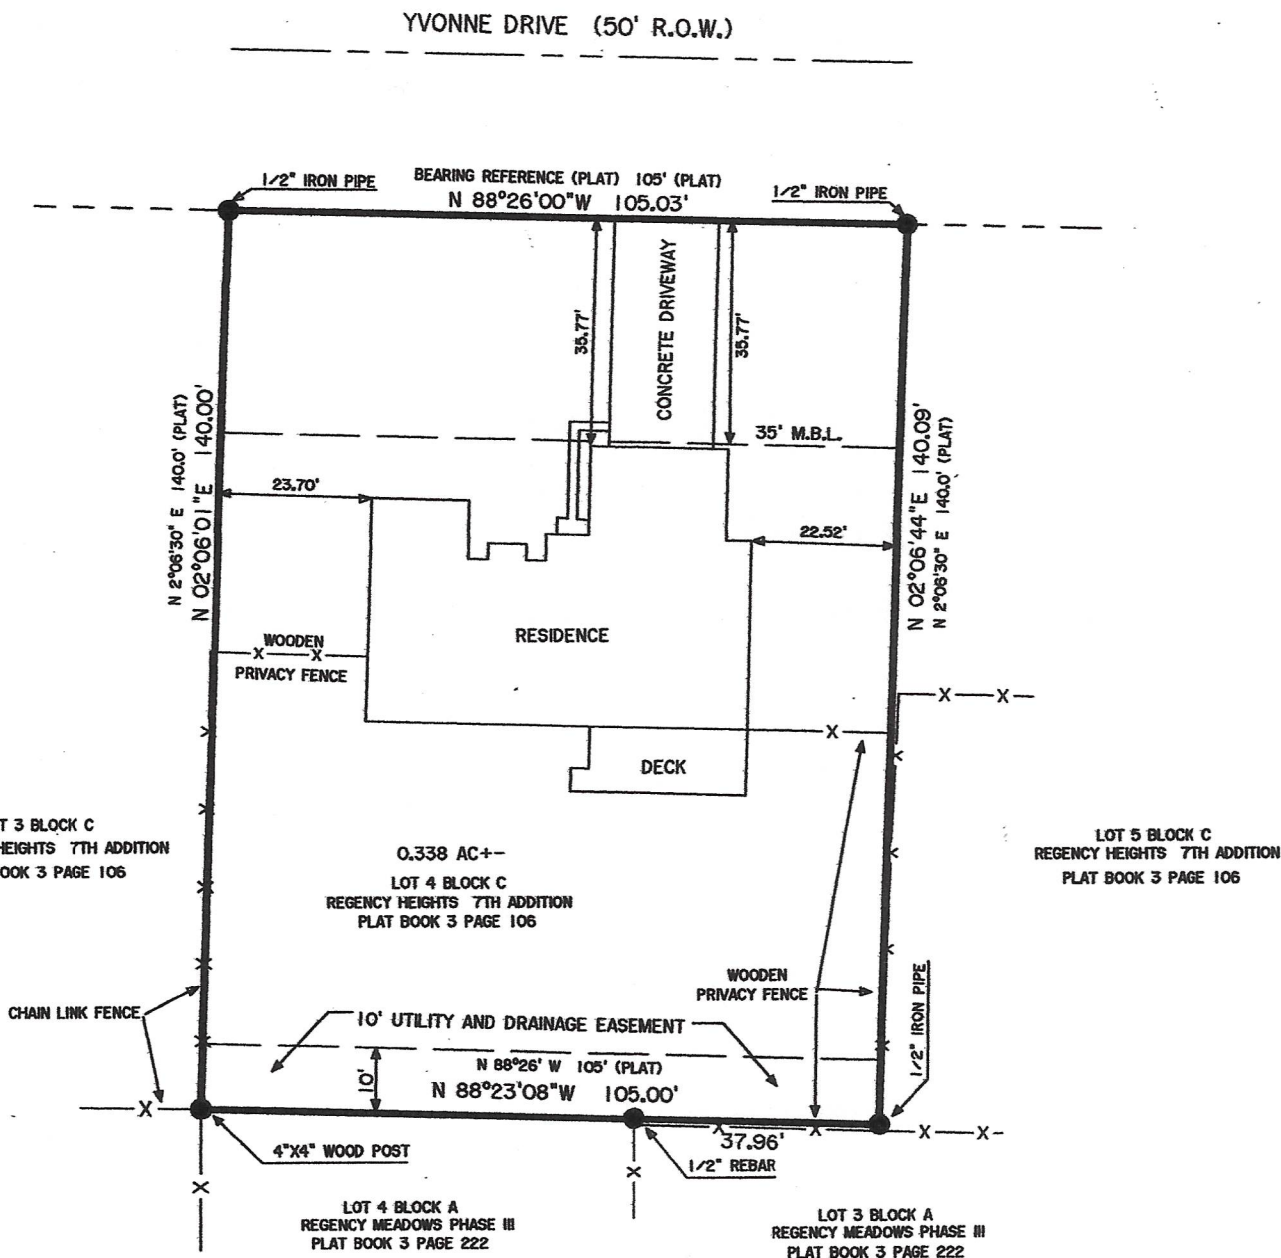 YVONNE DRIVE (50' R.O.W.)
1/2" IRON PIPE
BEARING REFERENCE (PLAT) 105' (PLAT)
N 88°26'00"W 105.03'
1/2" IRON PIPE
35.77'
CONCRETE DRIVEWAY
35.77'
35' M.B.L.
N 2°06'30" E 140.0' (PLAT)
N 02°06'01"E 140.00'
23.70'
22.52'
N 02°06'44"E 140.09'
N 2°06'30" E 140.0' (PLAT)
RESIDENCE
WOODEN
PRIVACY FENCE
DECK
T 3 BLOCK C
HEIGHTS 7TH ADDITION
OOK 3 PAGE 106
0.338 AC+-
LOT 4 BLOCK C
REGENCY HEIGHTS 7TH ADDITION
PLAT BOOK 3 PAGE 106
LOT 5 BLOCK C
REGENCY HEIGHTS 7TH ADDITION
PLAT BOOK 3 PAGE 106
WOODEN
PRIVACY FENCE
CHAIN LINK FENCE
10' UTILITY AND DRAINAGE EASEMENT
1/2" IRON PIPE
10'
N 88°26' W 105' (PLAT)
N 88°23'08"W 105.00'
37.96'
4"X4" WOOD POST
1/2" REBAR
LOT 4 BLOCK A
REGENCY MEADOWS PHASE III
PLAT BOOK 3 PAGE 222
LOT 3 BLOCK A
REGENCY MEADOWS PHASE III
PLAT BOOK 3 PAGE 222